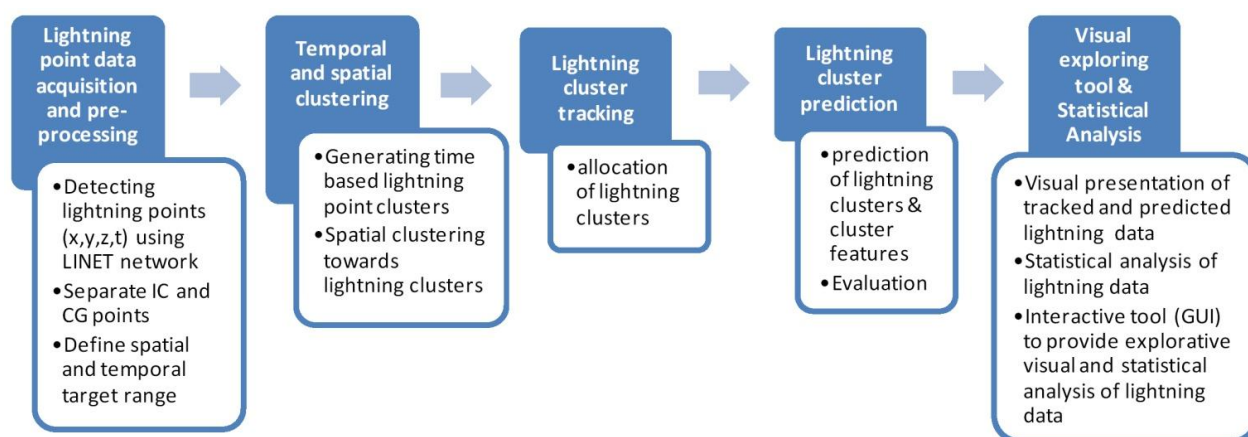 Lightning
point data
acquisition
and pre-
processing
•Detecting
lightning points
(x,y,z,t) using
LINET network
•Separate IC and
CG points
•Define spatial
and temporal
target range
Temporal
and spatial
clustering
•Generating time
based lightning
point clusters
•Spatial clustering
towards
lightning clusters
Lightning
cluster
tracking
•allocation
of lightning
clusters
Lightning
cluster
prediction
•prediction
of lightning
clusters &
cluster
features
•Evaluation
Visual
exploring
tool &
Statistical
Analysis
•Visual presentation of
tracked and predicted
lightning data
•Statistical analysis of
lightning data
•Interactive tool (GUI)
to provide explorative
visual and statistical
analysis of lightning
data